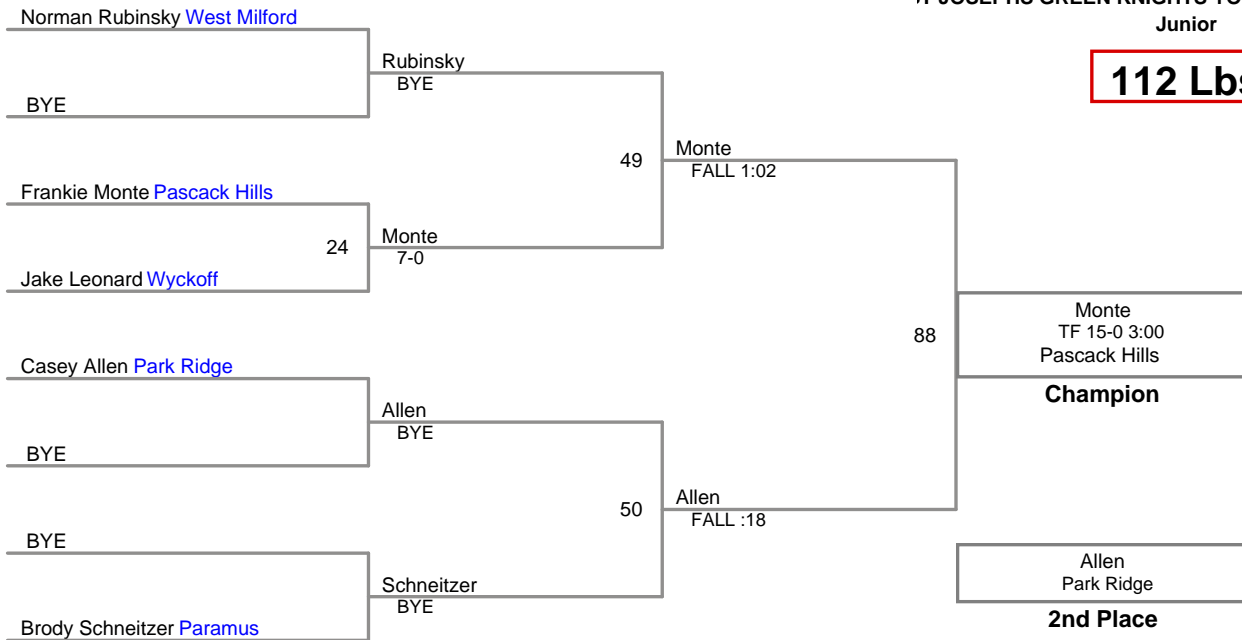 JOSEPHS GREEN KNIGHTS
Junior
112
Norman Rubinsky West Milford
Rubinsky
BYE
BYE
49
Monte
FALL 1:02
Frankie Monte Pascack Hills
24
Monte
7-0
Jake Leonard Wyckoff
88
Monte
TF 15-0 3:00
Pascack Hills
Champion
Casey Allen Park Ridge
Allen
BYE
BYE
50
Allen
FALL :18
BYE
Schneitzer
BYE
Brody Schneitzer Paramus
Allen
Park Ridge
2nd Place